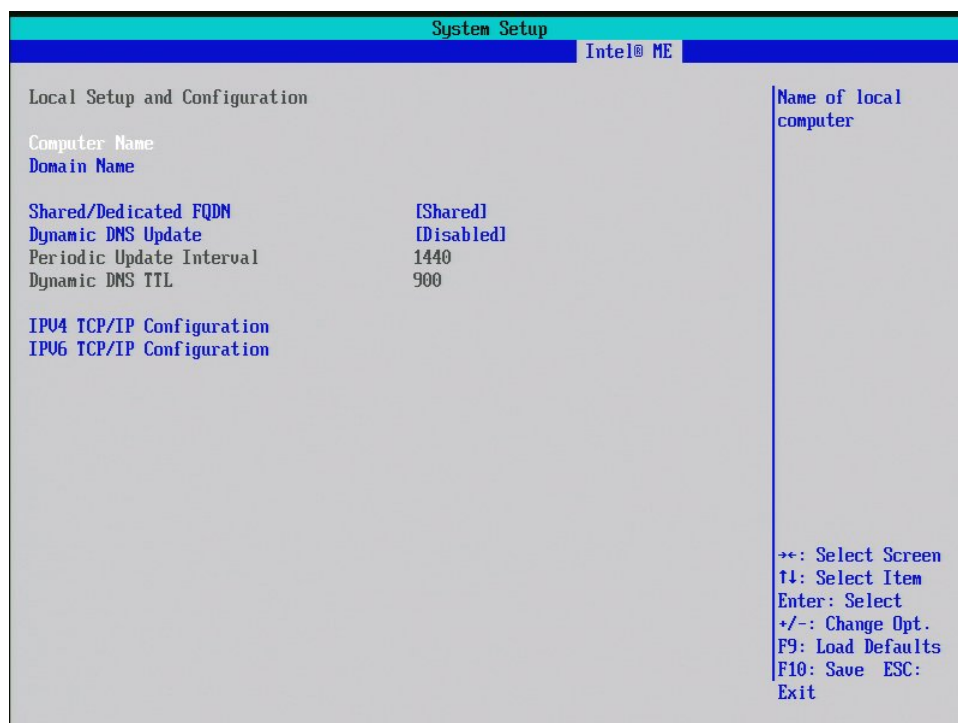 System Setup
Intel® ME
Local Setup and Configuration
Computer Name
Domain Name
Shared/Dedicated FQDN [Shared]
Dynamic DNS Update [Disabled]
Periodic Update Interval 1440
Dynamic DNS TTL 900
IPV4 TCP/IP Configuration
IPV6 TCP/IP Configuration
Name of local
computer
→←: Select Screen
↑↓: Select Item
Enter: Select
+/-: Change Opt.
F9: Load Defaults
F10: Save ESC:
Exit